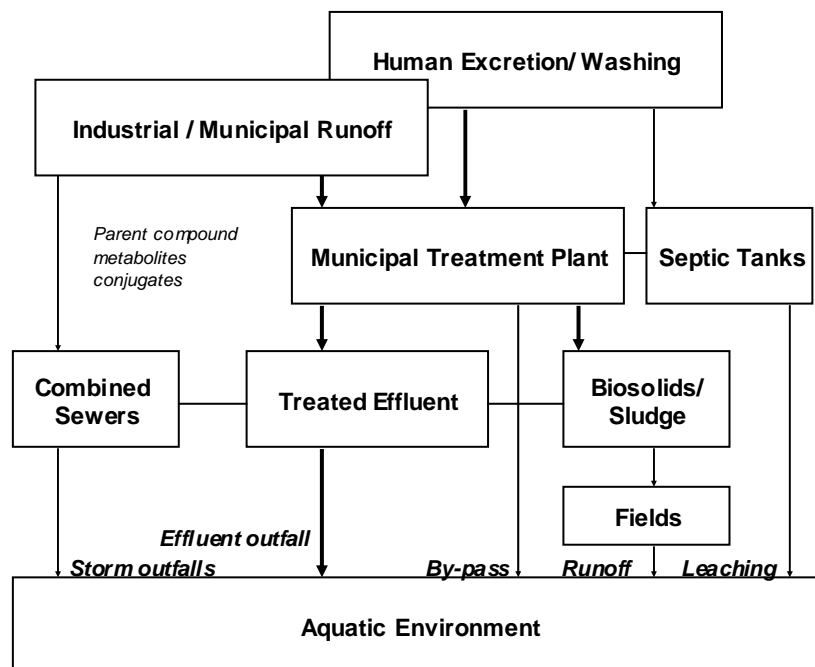 Human Excretion/ Washing
Industrial / Municipal Runoff
Parent compound
metabolites
conjugates
Municipal Treatment Plant
Septic Tanks
Combined
Sewers
Treated Effluent
Biosolids/
Sludge
Fields
Effluent outfall
Storm outfalls
By-pass
Runoff
Leaching
Aquatic Environment